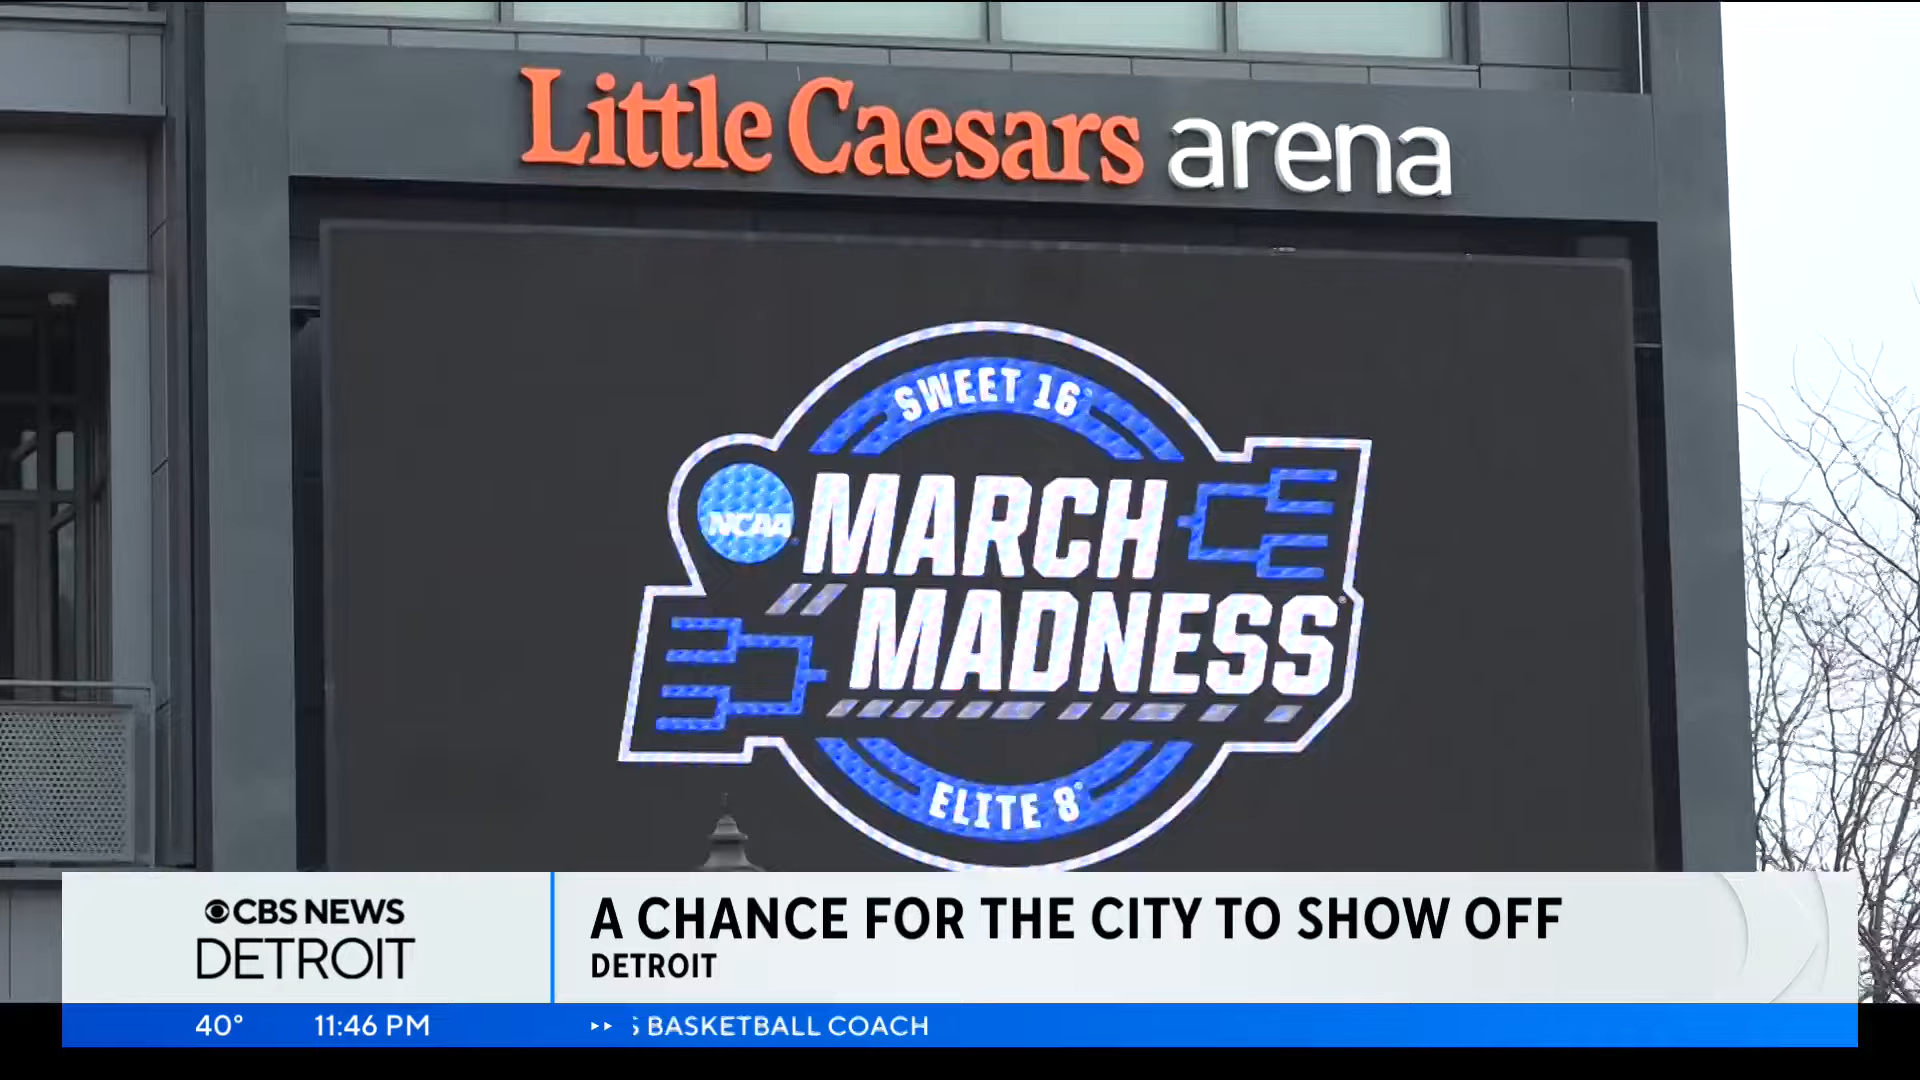 Little Caesars arena
SWEET 16
NCAA
MARCH
MADNESS
ELITE 8
CBS NEWS
DETROIT
A CHANCE FOR THE CITY TO SHOW OFF
DETROIT
40° 11:46 PM BASKETBALL COACH